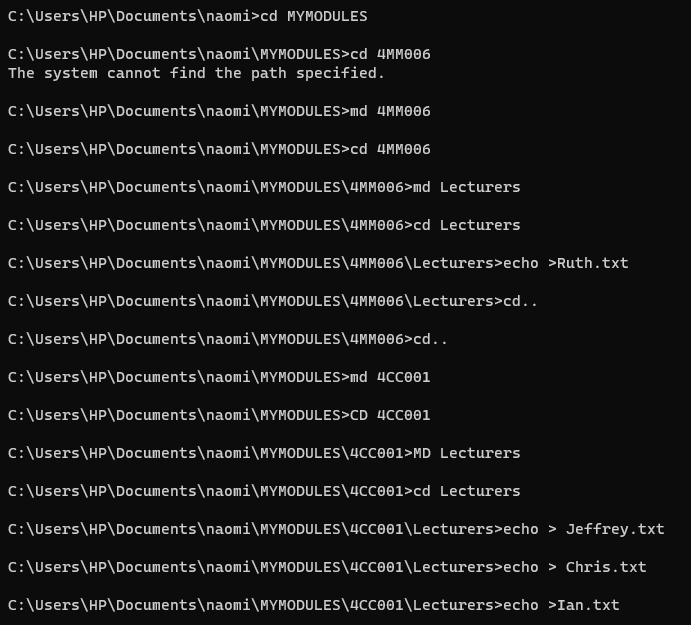 C:\Users\HP\Documents\naomi>cd MYMODULES
C:\Users\HP\Documents\naomi\MYMODULES>cd 4MM006
The system cannot find the path specified.
C:\Users\HP\Documents\naomi\MYMODULES>md 4MM006
C:\Users\HP\Documents\naomi\MYMODULES>cd 4MM006
C:\Users\HP\Documents\naomi\MYMODULES\4MM006>md Lecturers
C:\Users\HP\Documents\naomi\MYMODULES\4MM006>cd Lecturers
C:\Users\HP\Documents\naomi\MYMODULES\4MM006\Lecturers>echo >Ruth.txt
C:\Users\HP\Documents\naomi\MYMODULES\4MM006\Lecturers>cd..
C:\Users\HP\Documents\naomi\MYMODULES\4MM006>cd..
C:\Users\HP\Documents\naomi\MYMODULES>md 4CC001
C:\Users\HP\Documents\naomi\MYMODULES>CD 4CC001
C:\Users\HP\Documents\naomi\MYMODULES\4CC001>MD Lecturers
C:\Users\HP\Documents\naomi\MYMODULES\4CC001>cd Lecturers
C:\Users\HP\Documents\naomi\MYMODULES\4CC001\Lecturers>echo > Jeffrey.txt
C:\Users\HP\Documents\naomi\MYMODULES\4CC001\Lecturers>echo > Chris.txt
C:\Users\HP\Documents\naomi\MYMODULES\4CC001\Lecturers>echo >Ian.txt